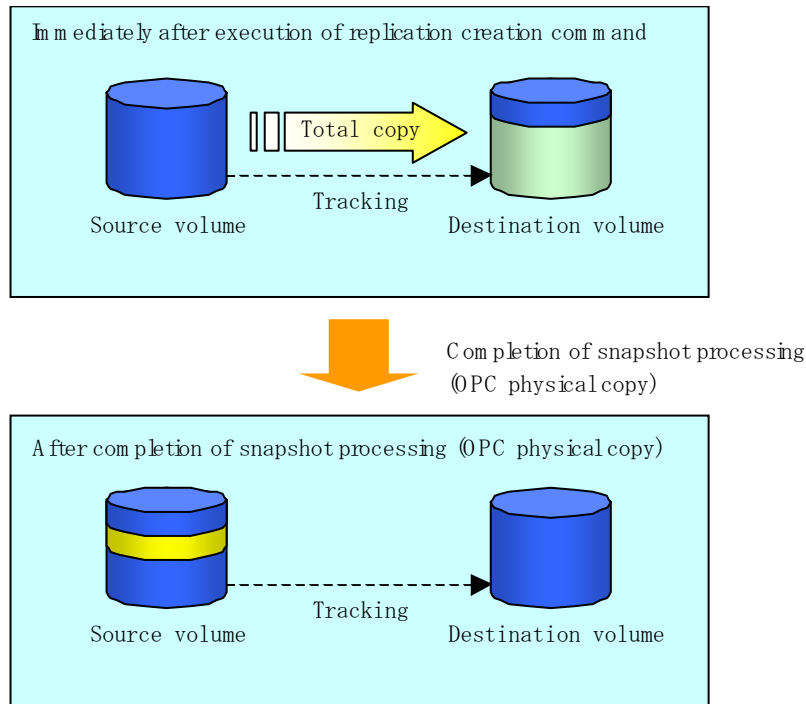 Immediately after execution of replication creation command
Total copy
Tracking
Source volume
Destination volume
Completion of snapshot processing
(OPC physical copy)
After completion of snapshot processing (OPC physical copy)
Tracking
Source volume
Destination volume